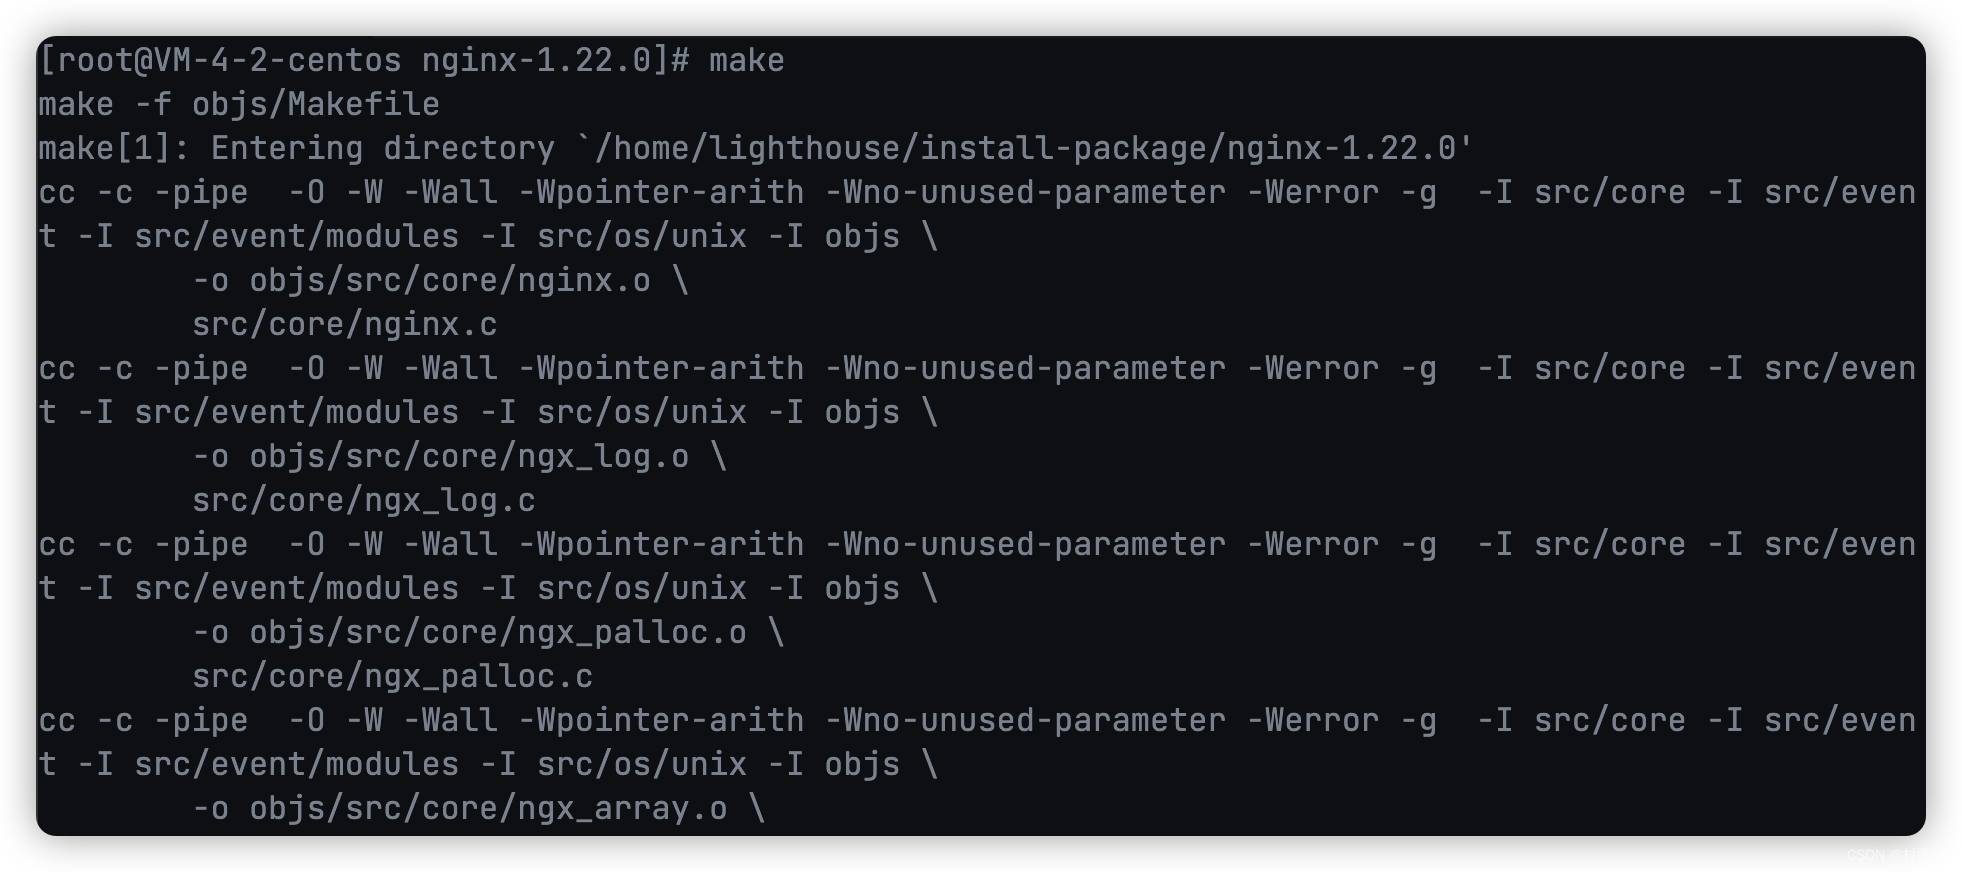 [root@VM-4-2-centos nginx-1.22.0]# make
make -f objs/Makefile
make[1]: Entering directory `/home/lighthouse/install-package/nginx-1.22.0'
cc -c -pipe  -O -W -Wall -Wpointer-arith -Wno-unused-parameter -Werror -g  -I src/core -I src/even
t -I src/event/modules -I src/os/unix -I objs \
        -o objs/src/core/nginx.o \
        src/core/nginx.c
cc -c -pipe  -O -W -Wall -Wpointer-arith -Wno-unused-parameter -Werror -g  -I src/core -I src/even
t -I src/event/modules -I src/os/unix -I objs \
        -o objs/src/core/ngx_log.o \
        src/core/ngx_log.c
cc -c -pipe  -O -W -Wall -Wpointer-arith -Wno-unused-parameter -Werror -g  -I src/core -I src/even
t -I src/event/modules -I src/os/unix -I objs \
        -o objs/src/core/ngx_palloc.o \
        src/core/ngx_palloc.c
cc -c -pipe  -O -W -Wall -Wpointer-arith -Wno-unused-parameter -Werror -g  -I src/core -I src/even
t -I src/event/modules -I src/os/unix -I objs \
        -o objs/src/core/ngx_array.o \
CSDN